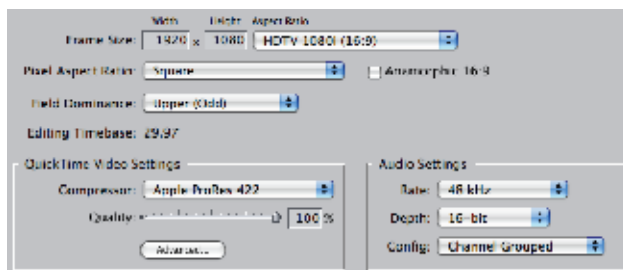 Width Height Aspect Ratio
Frame Size: 1920 x 1080 HDTV 1080i (16:9)
Pixel Aspect Ratio: Square Anamorphic 16:9
Field Dominance: Upper (Odd)
Editing Timebase: 29.97
QuickTime Video Settings
Compressor: Apple ProRes 422
Quality: 100 %
Advanced...
Audio Settings
Rate: 48 kHz
Depth: 16-bit
Config: Channel Grouped